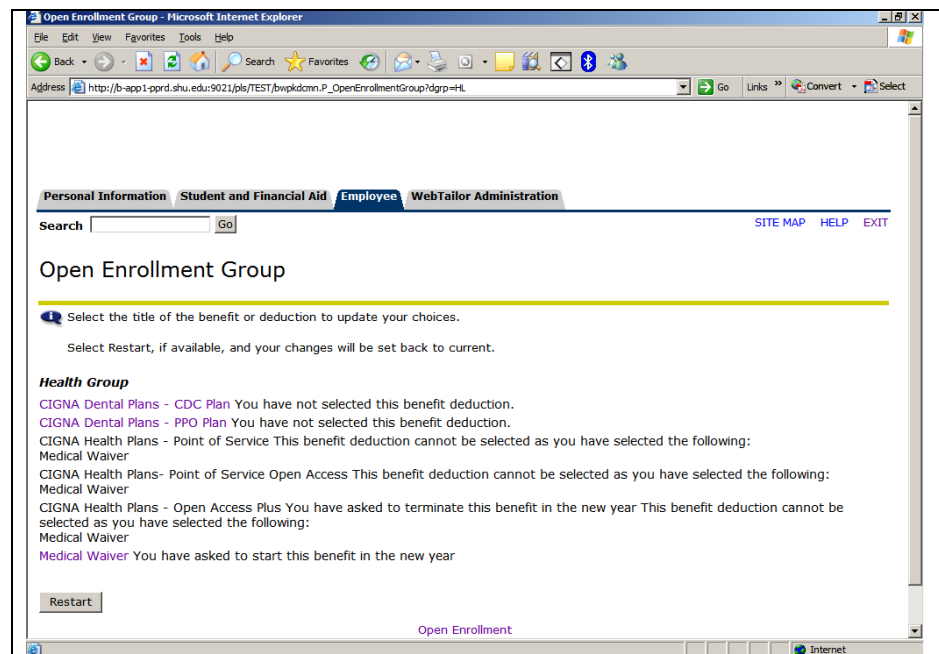 Open Enrollment Group - Microsoft Internet Explorer
File Edit View Favorites Tools Help
Back Search Favorites
Address http://b-app1-pprd.shu.edu:9021/pls/TEST/bwpkdcmn.P_OpenEnrollmentGroup?dgrp=HL Go Links » Convert Select
Personal Information Student and Financial Aid Employee WebTailor Administration
Search Go SITE MAP HELP EXIT
Open Enrollment Group
Select the title of the benefit or deduction to update your choices.
Select Restart, if available, and your changes will be set back to current.
Health Group
CIGNA Dental Plans - CDC Plan You have not selected this benefit deduction.
CIGNA Dental Plans - PPO Plan You have not selected this benefit deduction.
CIGNA Health Plans - Point of Service This benefit deduction cannot be selected as you have selected the following:
Medical Waiver
CIGNA Health Plans- Point of Service Open Access This benefit deduction cannot be selected as you have selected the following:
Medical Waiver
CIGNA Health Plans - Open Access Plus You have asked to terminate this benefit in the new year This benefit deduction cannot be
selected as you have selected the following:
Medical Waiver
Medical Waiver You have asked to start this benefit in the new year
Restart
Open Enrollment
Internet